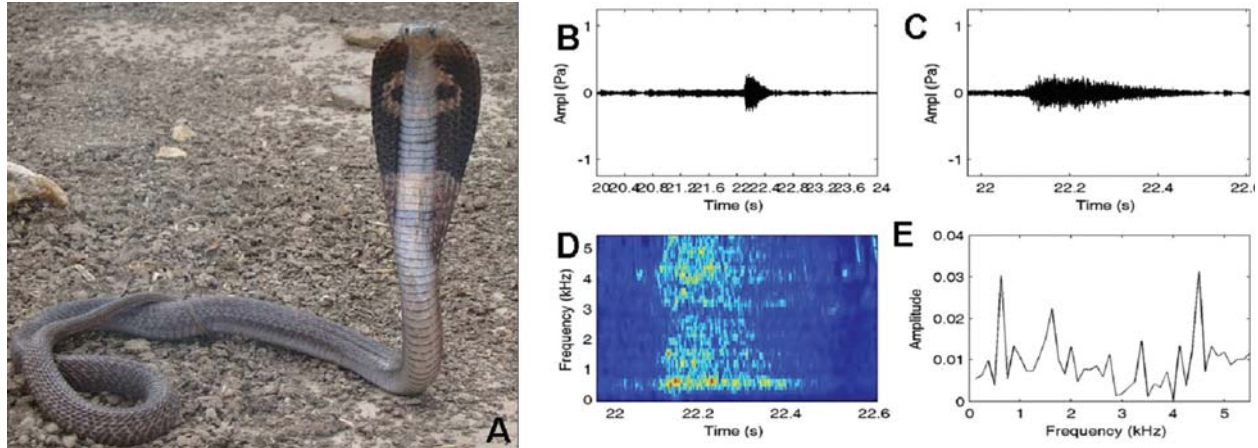 A
B
Ampl (Pa)
1
0
-1
20 20.4 20.8 21.2 21.6 22 22.4 22.8 23.2 23.6 24
Time (s)
C
Ampl (Pa)
1
0
-1
22 22.2 22.4 22.6
Time (s)
D
Frequency (kHz)
5
4
3
2
1
0
22 22.2 22.4 22.6
Time (s)
E
Amplitude
0.04
0.03
0.02
0.01
0
0 1 2 3 4 5
Frequency (kHz)